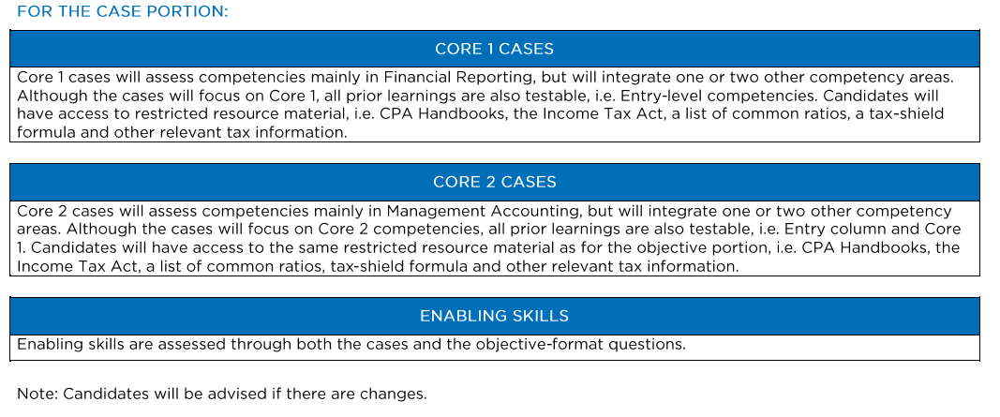 FOR THE CASE PORTION:
CORE 1 CASES
Core 1 cases will assess competencies mainly in Financial Reporting, but will integrate one or two other competency areas.
Although the cases will focus on Core 1, all prior learnings are also testable, i.e. Entry-level competencies. Candidates will
have access to restricted resource material, i.e. CPA Handbooks, the Income Tax Act, a list of common ratios, a tax-shield
formula and other relevant tax information.
CORE 2 CASES
Core 2 cases will assess competencies mainly in Management Accounting, but will integrate one or two other competency
areas. Although the cases will focus on Core 2 competencies, all prior learnings are also testable, i.e. Entry column and Core
1. Candidates will have access to the same restricted resource material as for the objective portion, i.e. CPA Handbooks, the
Income Tax Act, a list of common ratios, tax-shield formula and other relevant tax information.
ENABLING SKILLS
Enabling skills are assessed through both the cases and the objective-format questions.
Note: Candidates will be advised if there are changes.